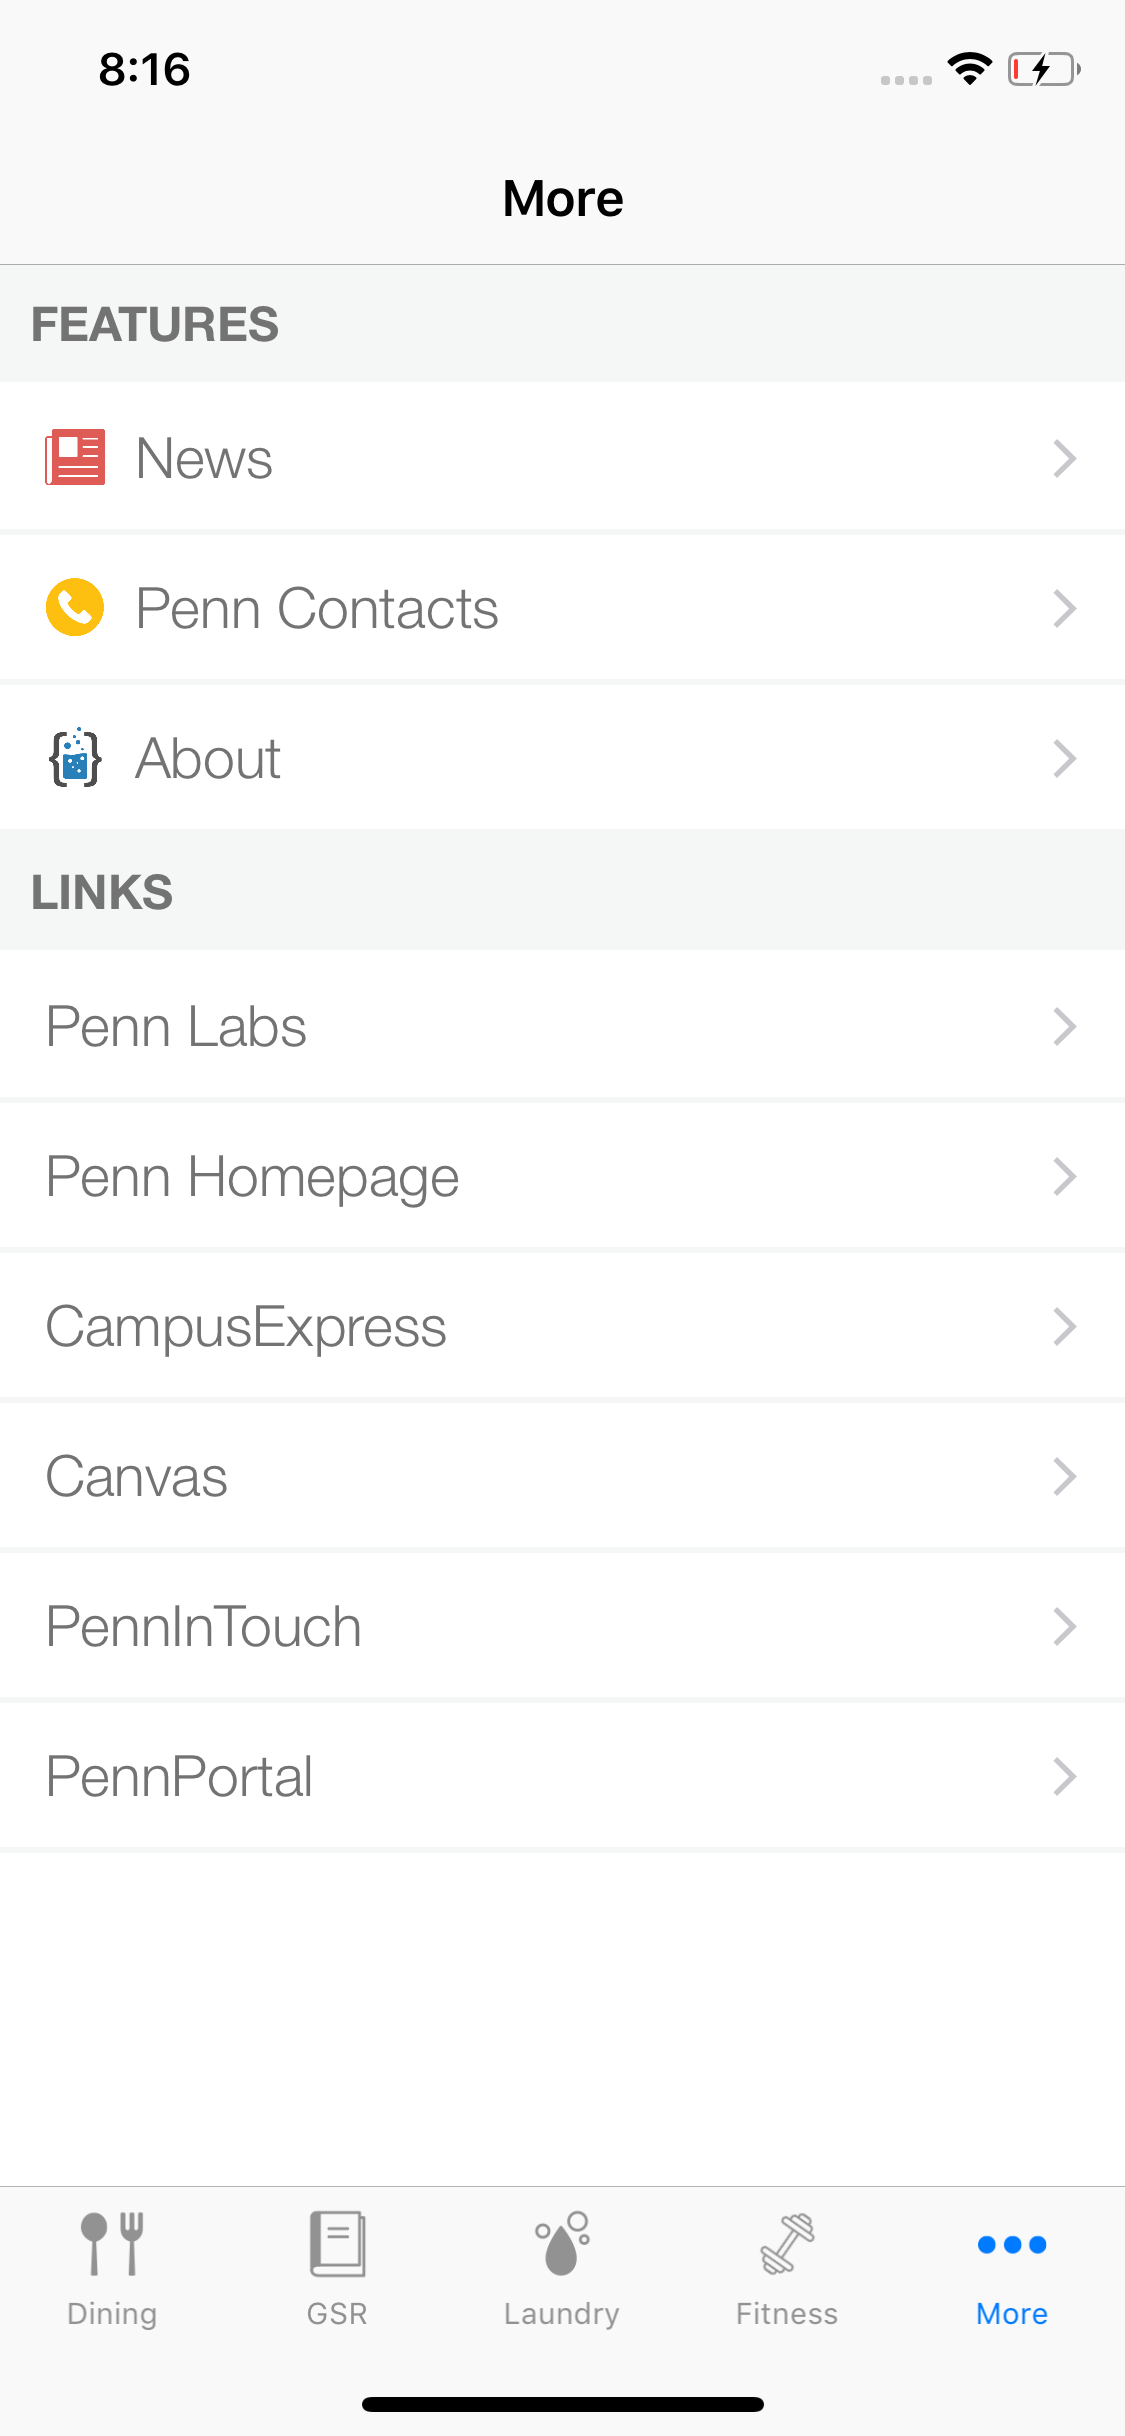 8:16
More
FEATURES
News
Penn Contacts
About
LINKS
Penn Labs
Penn Homepage
CampusExpress
Canvas
PennInTouch
PennPortal
Dining GSR Laundry Fitness More